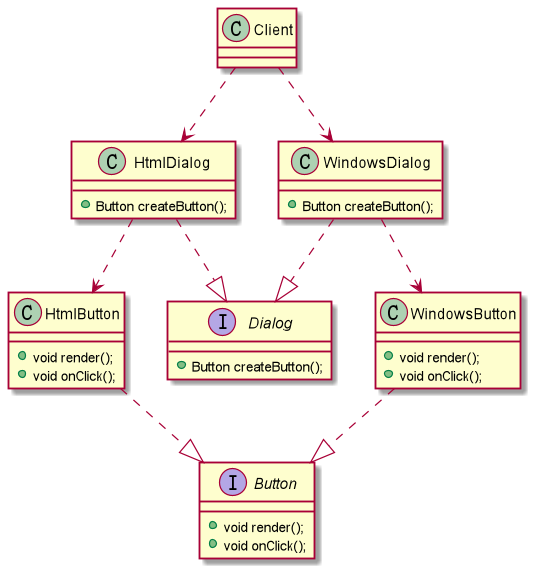 C Client
C HtmlDialog
Button createButton();
C WindowsDialog
Button createButton();
C HtmlButton
void render();
void onClick();
I Dialog
Button createButton();
C WindowsButton
void render();
void onClick();
I Button
void render();
void onClick();